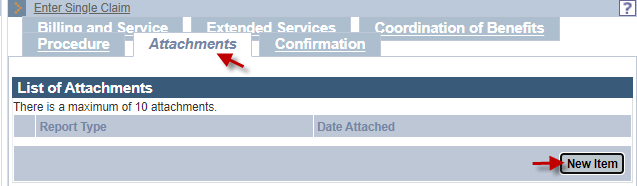 Enter Single Claim ?
Billing and Service Extended Services Coordination of Benefits
Procedure Attachments Confirmation
List of Attachments
There is a maximum of 10 attachments.
Report Type Date Attached
New Item